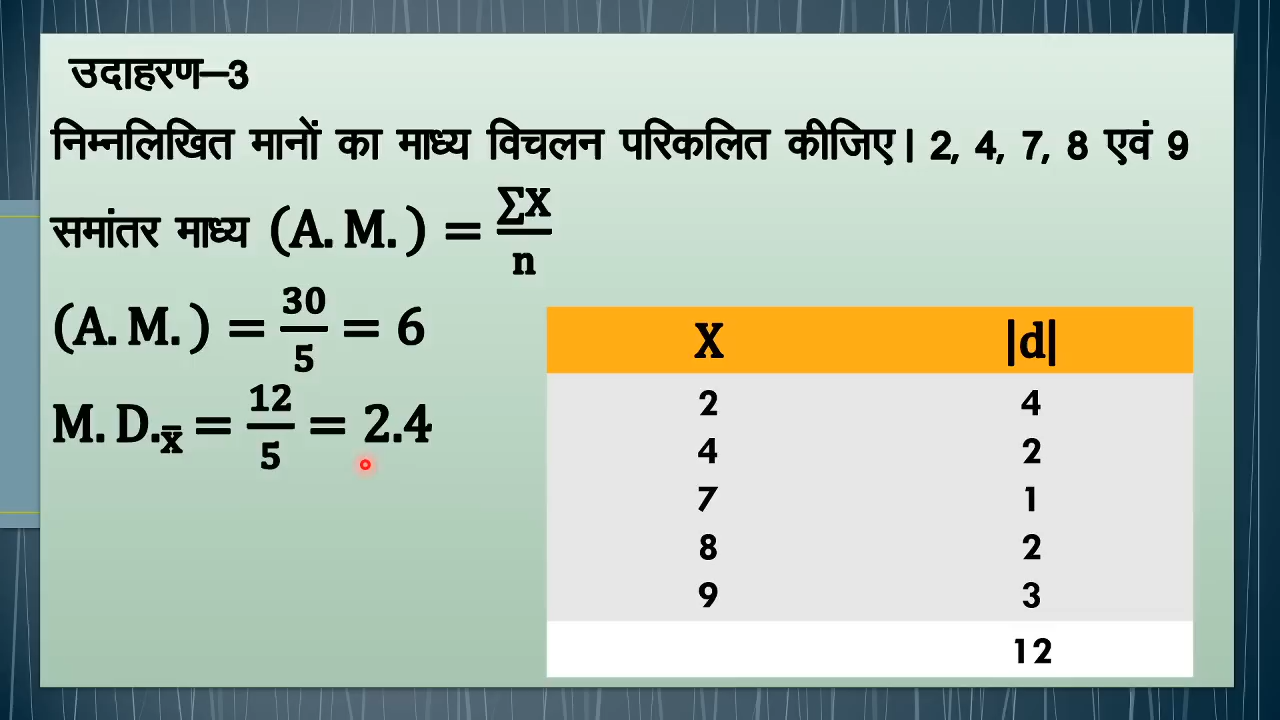 उदाहरण–3
निम्नलिखित मानों का माध्य विचलन परिकलित कीजिए| 2, 4, 7, 8 एवं 9
समांतर माध्य (A. M. ) = ∑X/n
(A. M. ) = 30/5 = 6
M. D.x̄ = 12/5 = 2.4
X |d|
2 4
4 2
7 1
8 2
9 3
12